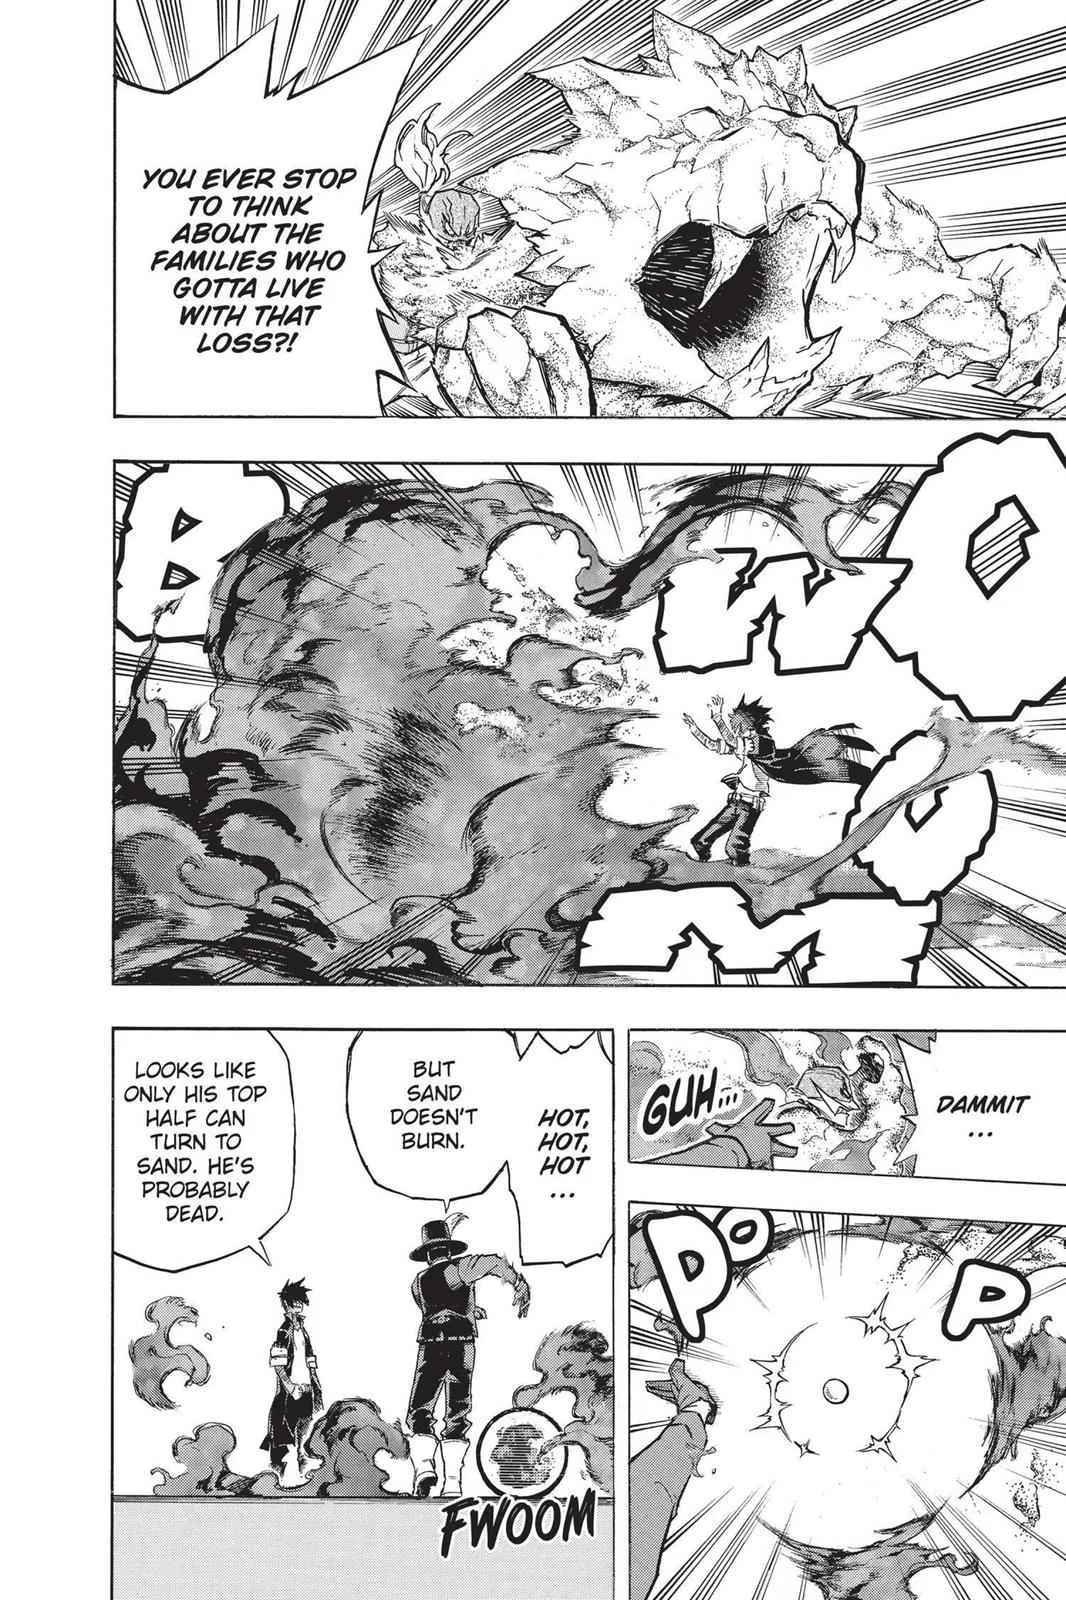 YOU EVER STOP
TO THINK
ABOUT THE
FAMILIES WHO
GOTTA LIVE
WITH THAT
LOSS?!
B
W
O
O
M
GUH...
DAMMIT
...
POP
HOT,
HOT,
HOT
...
BUT
SAND
DOESN'T
BURN.
LOOKS LIKE
ONLY HIS TOP
HALF CAN
TURN TO
SAND. HE'S
PROBABLY
DEAD.
FWOOM